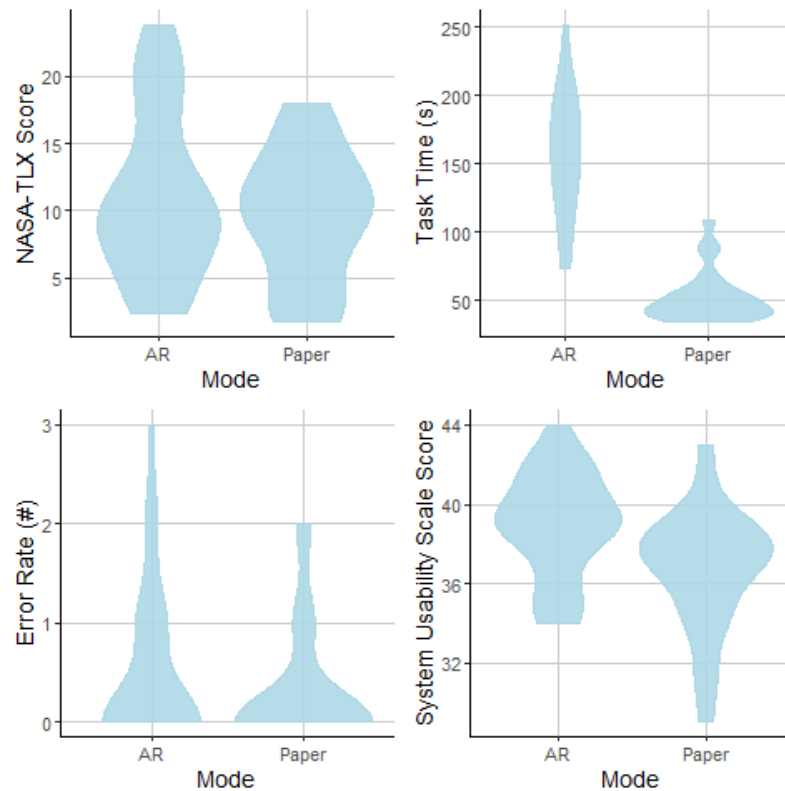 NASA-TLX Score
20
15
10
5
AR
Paper
Mode
Task Time (s)
250
200
150
100
50
AR
Paper
Mode
Error Rate (#)
3
2
1
0
AR
Paper
Mode
System Usability Scale Score
44
40
36
32
AR
Paper
Mode